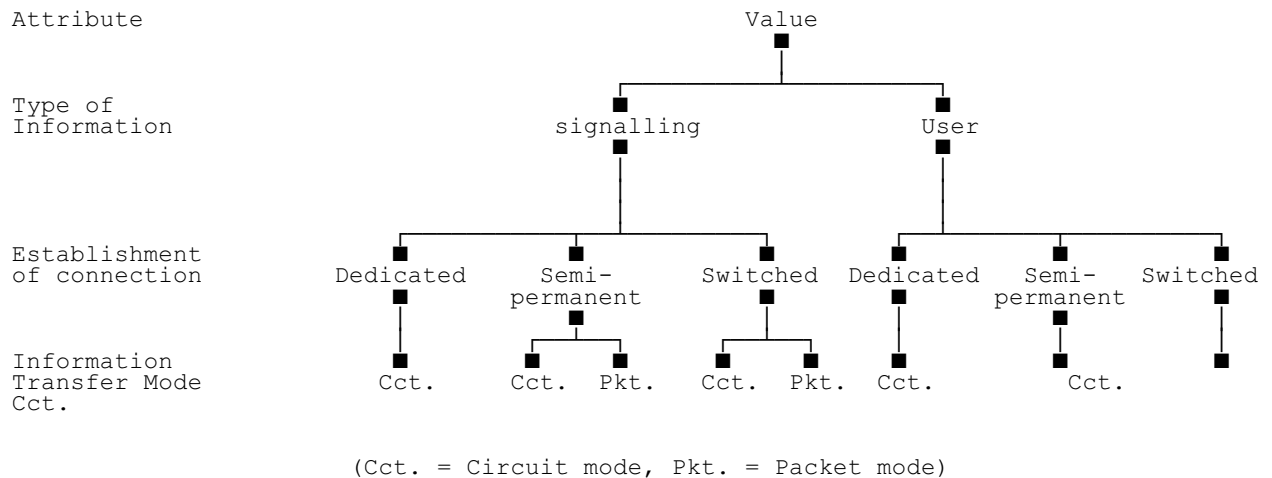 Attribute Value
Type of
Information signalling User
Establishment
of connection Dedicated Semi- Switched Dedicated Semi- Switched
permanent permanent
Information
Transfer Mode Cct. Cct. Pkt. Cct. Pkt. Cct. Cct.
Cct.
(Cct. = Circuit mode, Pkt. = Packet mode)